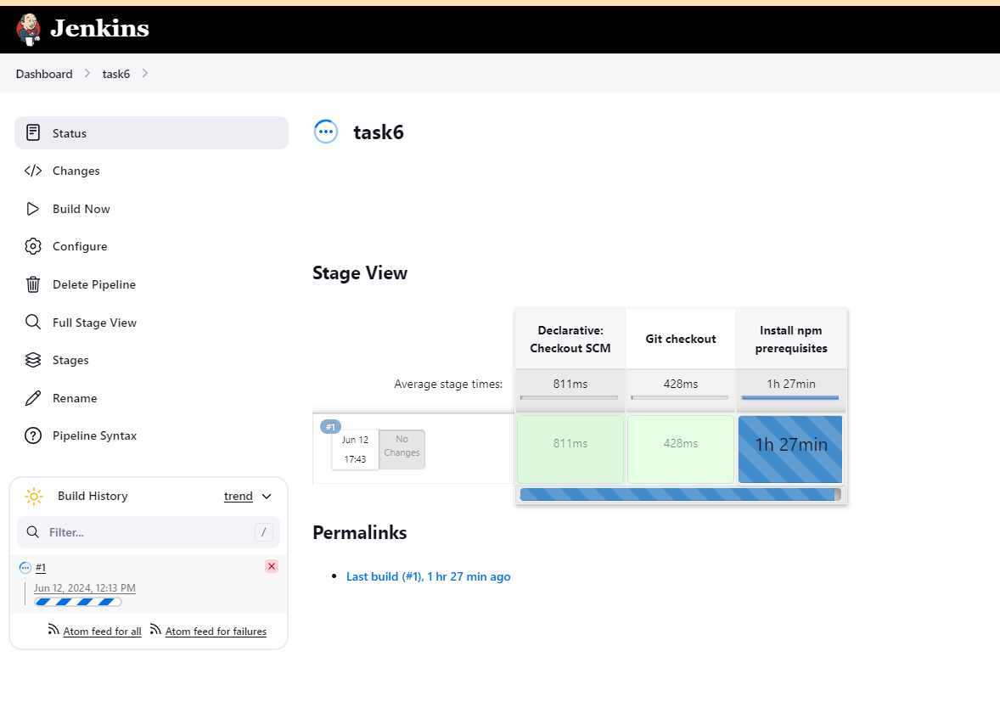 Jenkins
Dashboard
task6
Status
Changes
Build Now
Configure
Delete Pipeline
Full Stage View
Stages
Rename
Pipeline Syntax
Build History
trend
Filter...
/
#1
Jun 12, 2024, 12:13 PM
Atom feed for all
Atom feed for failures
task6
Stage View
Declarative:
Checkout SCM
Git checkout
Install npm
prerequisites
Average stage times:
811ms
428ms
1h 27min
#1
Jun 12
17:43
No
Changes
811ms
428ms
1h 27min
Permalinks
Last build (#1), 1 hr 27 min ago